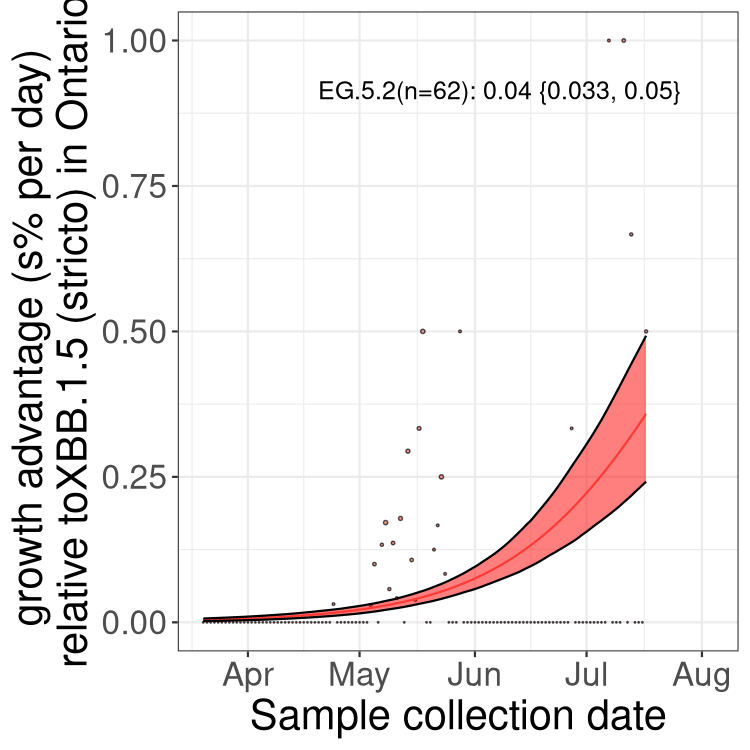 growth advantage (s% per day)
relative toXBB.1.5 (stricto) in Ontario
1.00
0.75
0.50
0.25
0.00
EG.5.2(n=62): 0.04 {0.033, 0.05}
Apr May Jun Jul Aug
Sample collection date